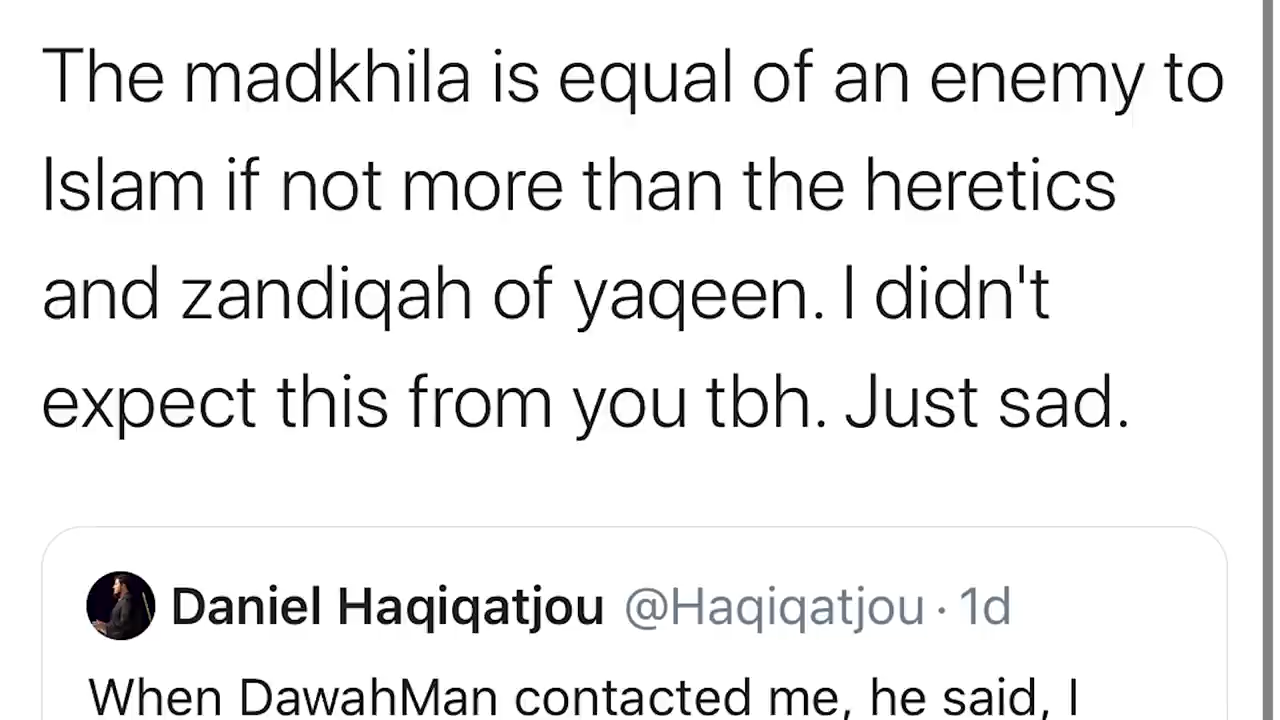 The madkhila is equal of an enemy to
Islam if not more than the heretics
and zandiqah of yaqeen. I didn't
expect this from you tbh. Just sad.
Daniel Haqiqatjou @Haqiqatjou · 1d
When DawahMan contacted me, he said, I